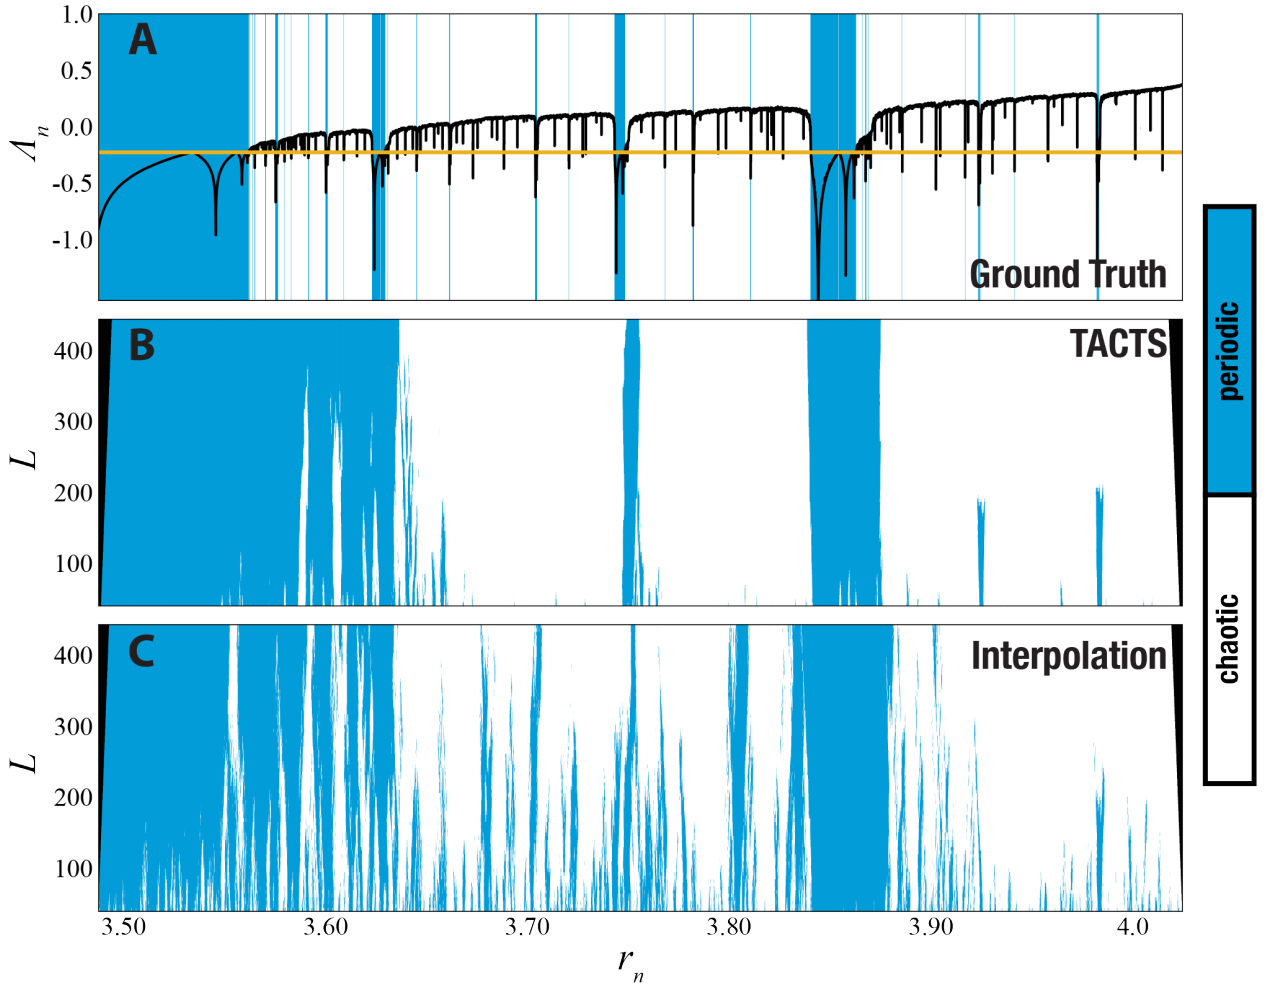 1.0
A
0.5
0.0
-0.5
-1.0
Λn
Ground Truth
B
TACTS
400
300
200
100
L
C
Interpolation
400
300
200
100
L
3.50 3.60 3.70 3.80 3.90 4.0
rn
periodic
chaotic